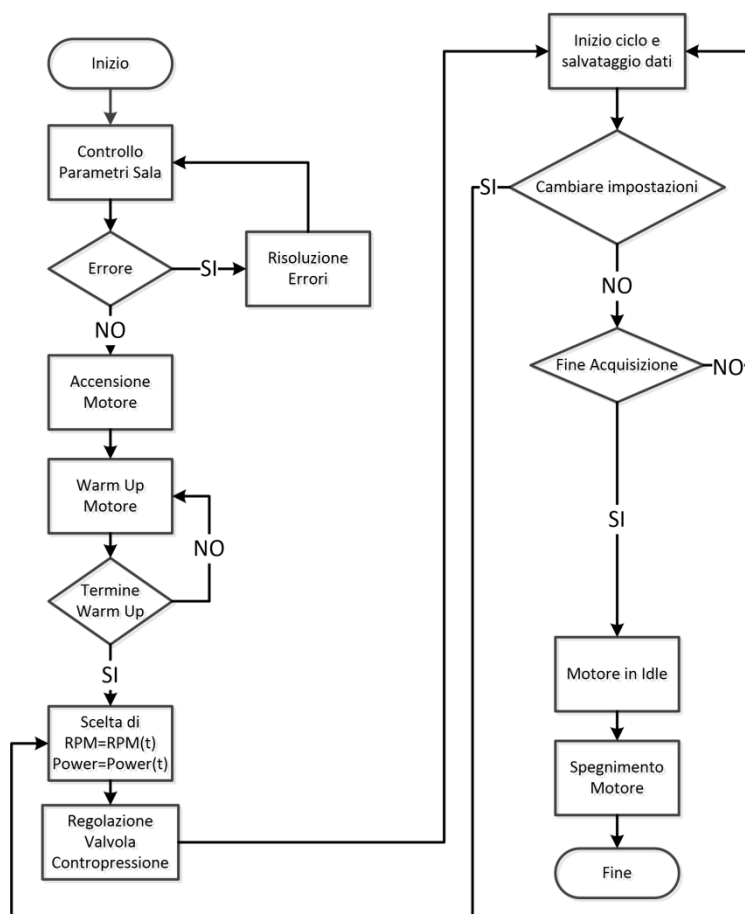 Inizio
Controllo
Parametri Sala
Errore
SI
Risoluzione
Errori
NO
Accensione
Motore
Warm Up
Motore
NO
Termine
Warm Up
SI
Scelta di
RPM=RPM(t)
Power=Power(t)
Regolazione
Valvola
Contropressione
Inizio ciclo e
salvataggio dati
SI
Cambiare impostazioni
NO
Fine Acquisizione
NO
SI
Motore in Idle
Spegnimento
Motore
Fine